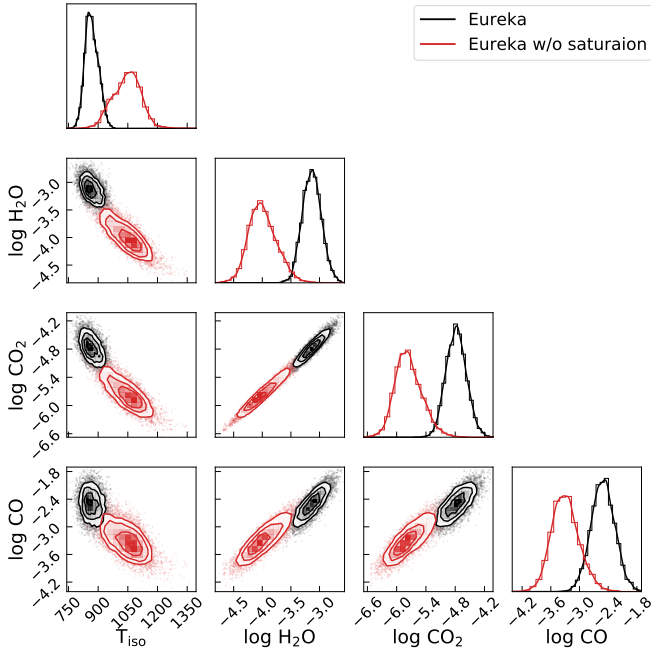 Eureka
Eureka w/o saturaion
log H₂O
−3.0
−3.5
−4.0
−4.5
log CO₂
−4.2
−4.8
−5.4
−6.0
−6.6
log CO
−1.8
−2.4
−3.0
−3.6
−4.2
750 900 1050 1200 1350
−4.5 −4.0 −3.5 −3.0
−6.6 −6.0 −5.4 −4.8 −4.2
−4.2 −3.6 −3.0 −2.4 −1.8
T_iso log H₂O log CO₂ log CO